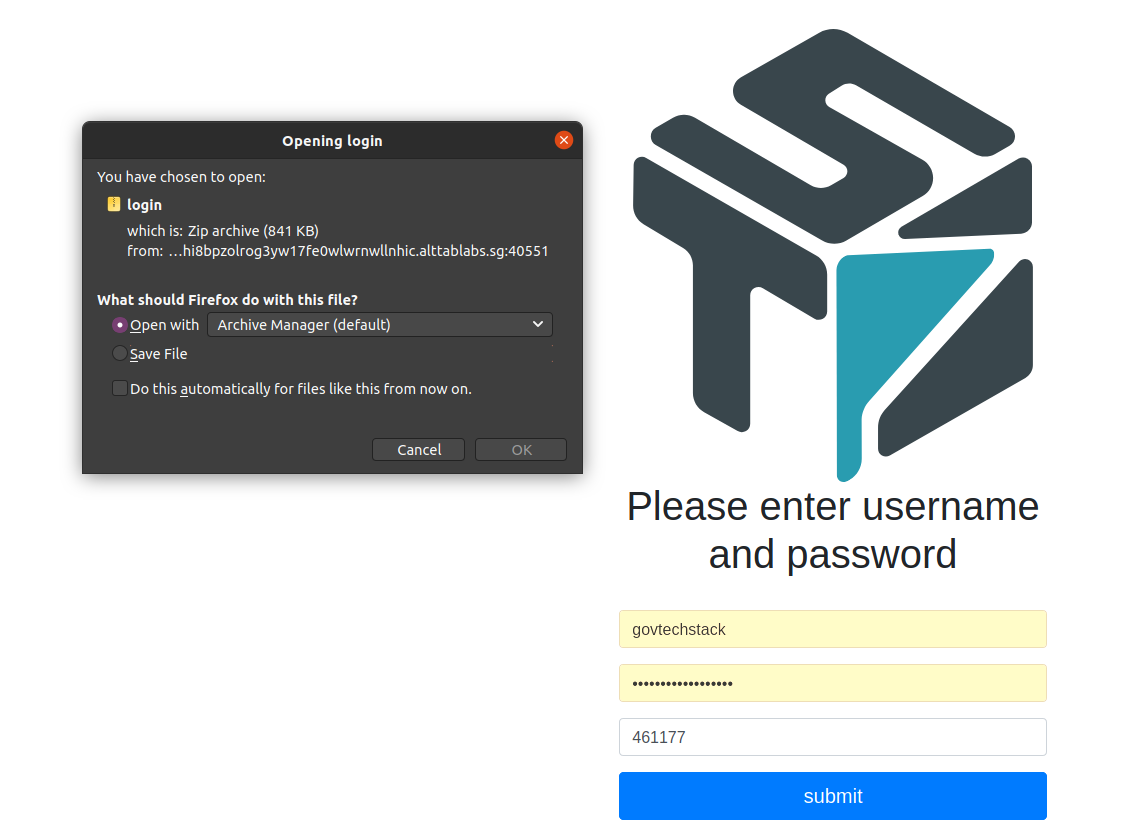 Opening login
You have chosen to open:
login
which is: Zip archive (841 KB)
from: …hi8bpzolrog3yw17fe0wlwrnwllnhic.alttablabs.sg:40551
What should Firefox do with this file?
Open with Archive Manager (default)
Save File
Do this automatically for files like this from now on.
Cancel OK
Please enter username
and password
govtechstack
••••••••••••••••••
461177
submit